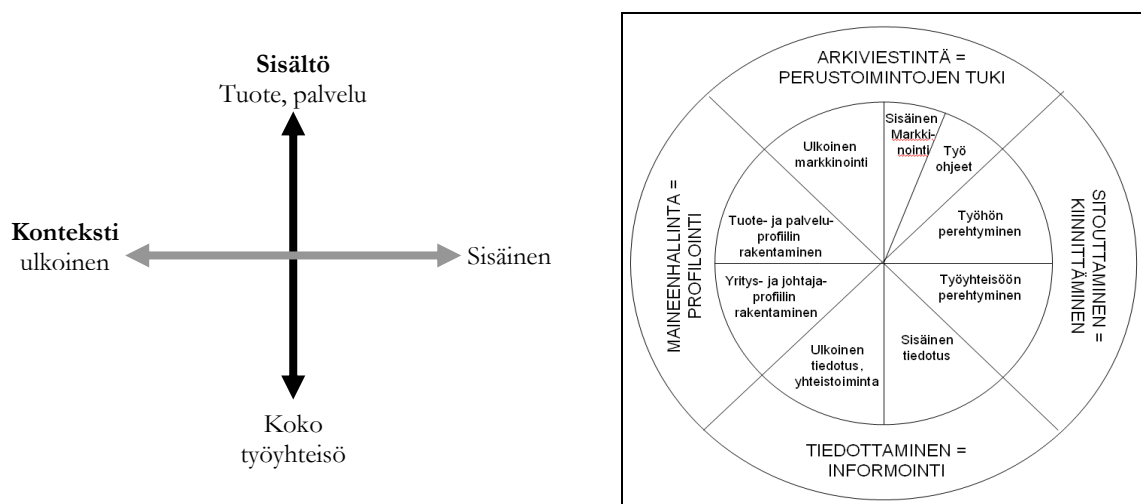 Sisältö
Tuote, palvelu
Konteksti
ulkoinen
Sisäinen
Koko
työyhteisö
ARKIVIESTINTÄ =
PERUSTOIMINTOJEN TUKI
Sisäinen
Markki-
nointi
Työ
ohjeet
Ulkoinen
markkinointi
Työhön
perehtyminen
Tuote- ja palvelu-
profiilin
rakentaminen
Työyhteisöön
perehtyminen
Yritys- ja johtaja-
profiilin
rakentaminen
Sisäinen
tiedotus
Ulkoinen
tiedotus,
yhteistoiminta
MAINEENHALLINTA =
PROFILOINTI
SITOUTTAMINEN =
KIINNITTÄMINEN
TIEDOTTAMINEN =
INFORMOINTI